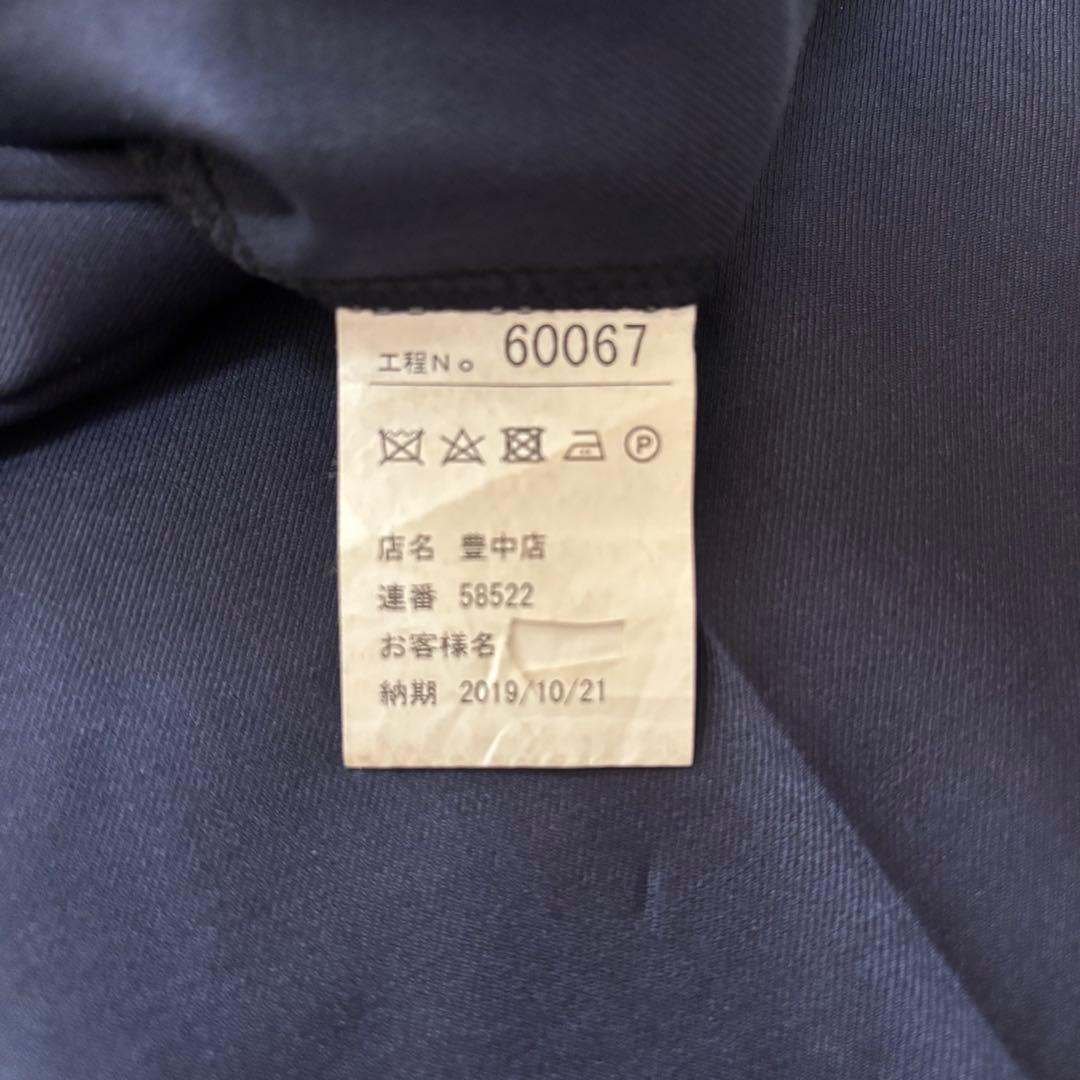 工程No 60067
P
店名 豊中店
連番 58522
お客様名
納期 2019/10/21